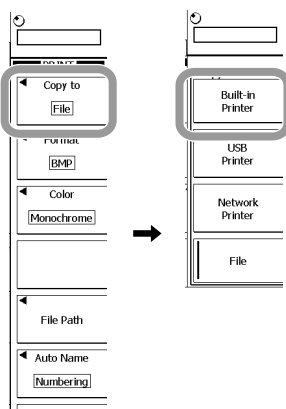 PRINT
Copy to
File
Format
BMP
Color
Monochrome
File Path
Auto Name
Numbering
Built-in
Printer
USB
Printer
Network
Printer
File